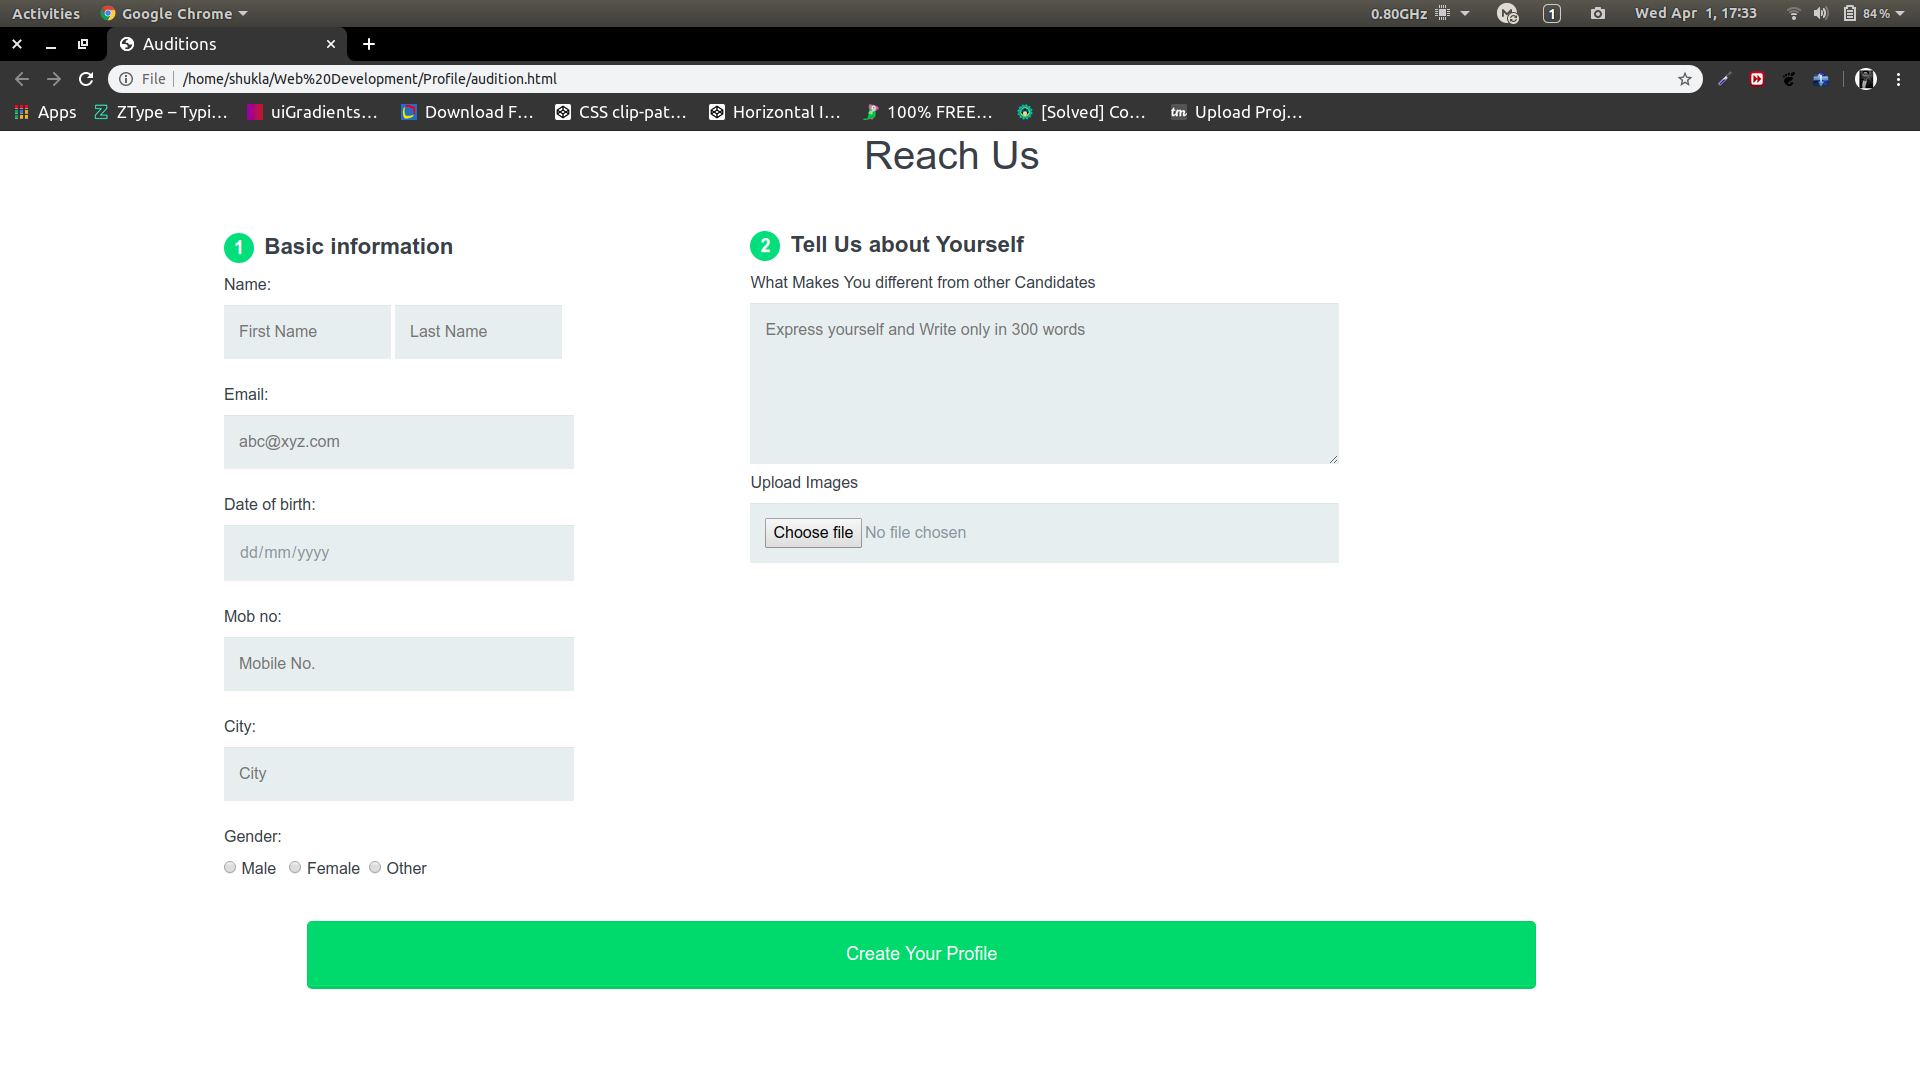 Activities Google Chrome 0.80GHz 1 Wed Apr 1, 17:33 84%
Auditions
File /home/shukla/Web%20Development/Profile/audition.html
Apps ZType – Typi... uiGradients... Download F... CSS clip-pat... Horizontal I... 100% FREE... [Solved] Co... tm Upload Proj...
Reach Us
1 Basic information
Name:
First Name Last Name
Email:
abc@xyz.com
Date of birth:
dd/mm/yyyy
Mob no:
Mobile No.
City:
City
Gender:
Male Female Other
2 Tell Us about Yourself
What Makes You different from other Candidates
Express yourself and Write only in 300 words
Upload Images
Choose file No file chosen
Create Your Profile